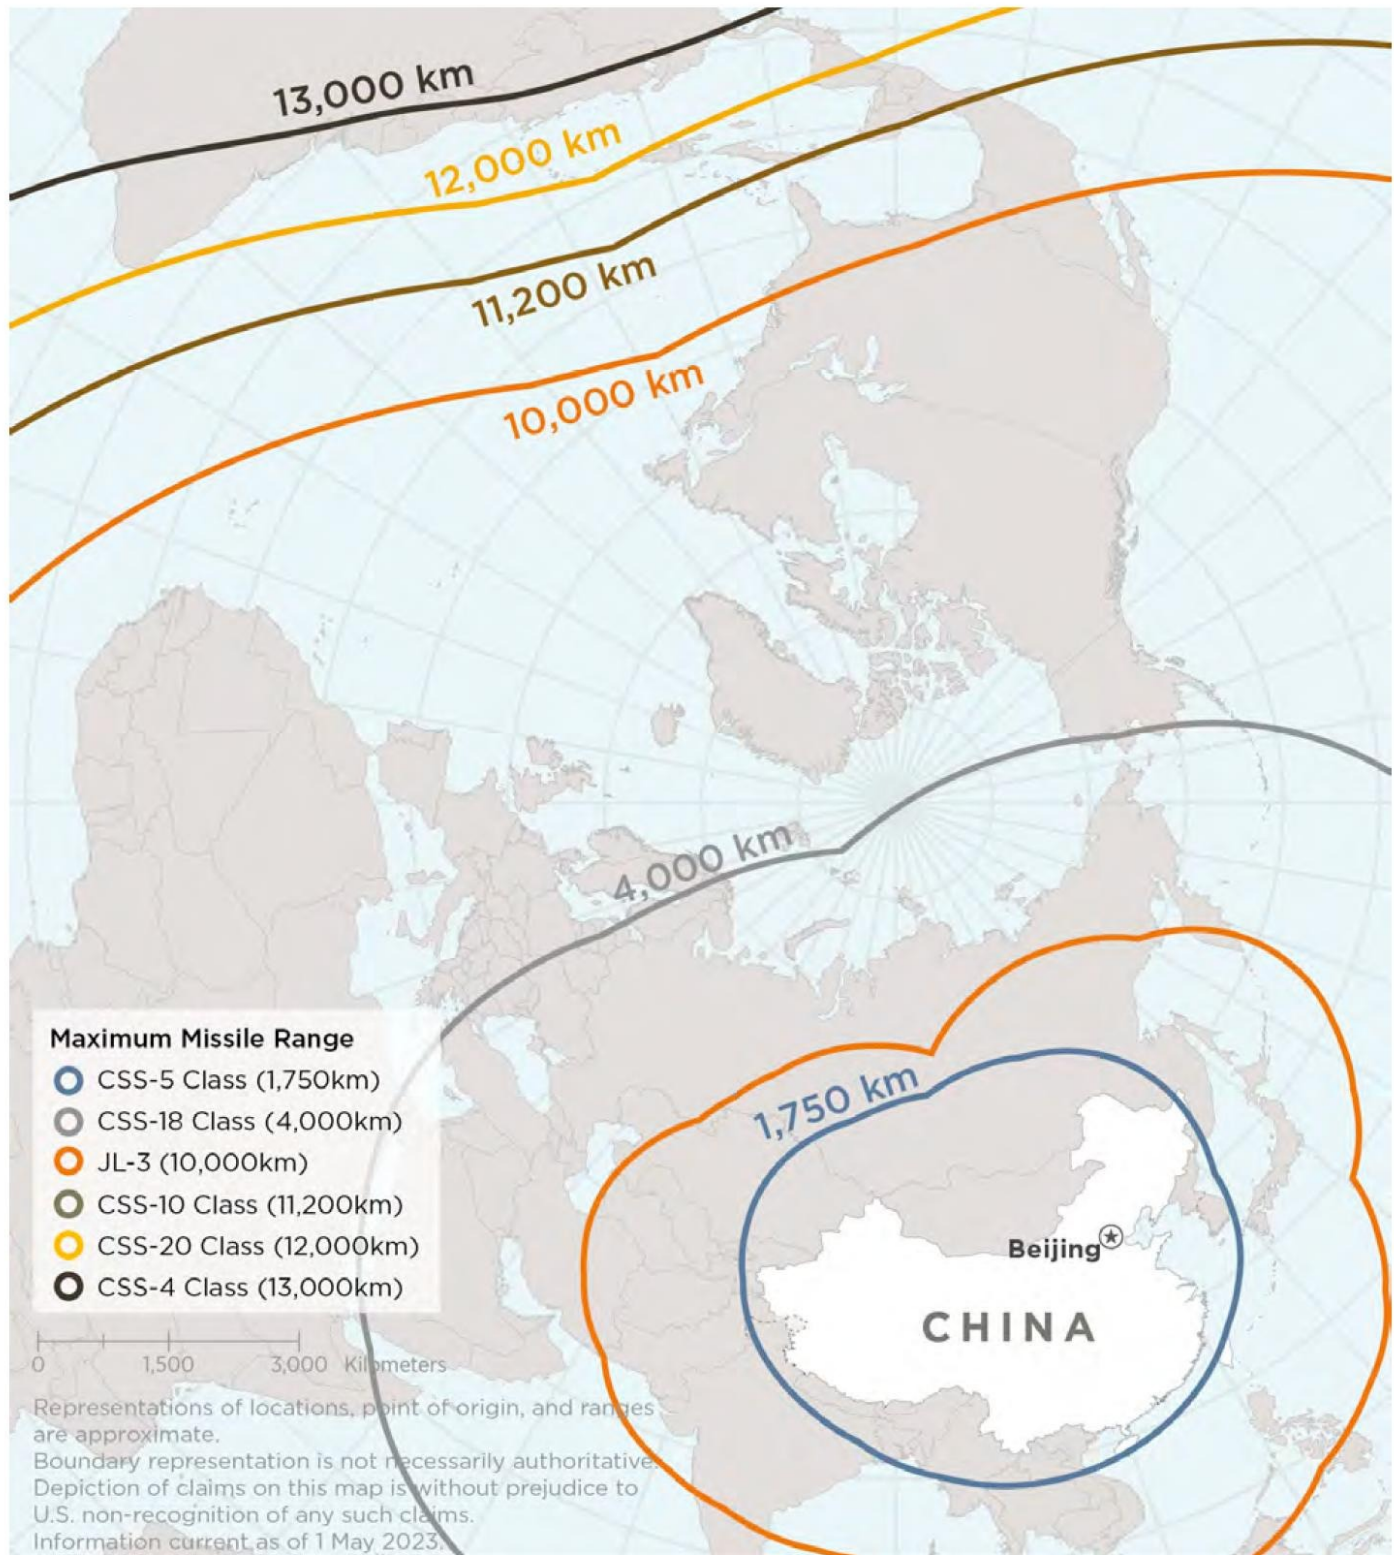 13,000 km
12,000 km
11,200 km
10,000 km
4,000 km
1,750 km
Beijing
CHINA
Maximum Missile Range
CSS-5 Class (1,750km)
CSS-18 Class (4,000km)
JL-3 (10,000km)
CSS-10 Class (11,200km)
CSS-20 Class (12,000km)
CSS-4 Class (13,000km)
0 1,500 3,000 Kilometers
Representations of locations, point of origin, and ranges
are approximate.
Boundary representation is not necessarily authoritative.
Depiction of claims on this map is without prejudice to
U.S. non-recognition of any such claims.
Information current as of 1 May 2023.